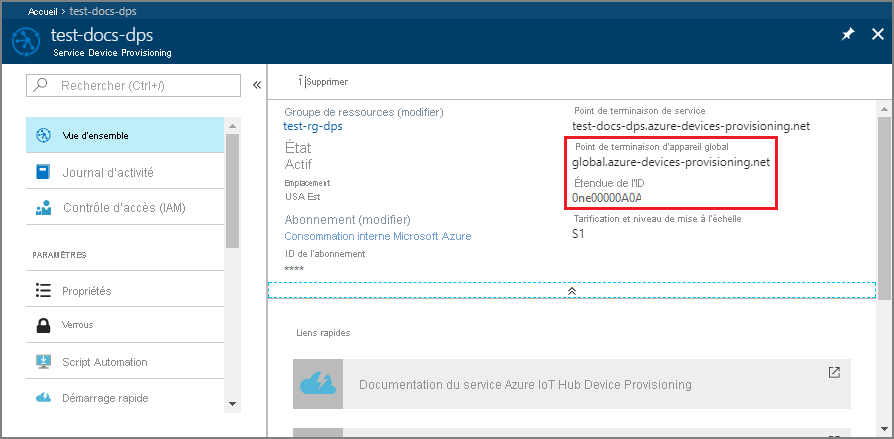 Accueil > test-docs-dps
test-docs-dps
Service Device Provisioning
Rechercher (Ctrl+/)
«
Vue d'ensemble
Journal d'activité
Contrôle d'accès (IAM)
PARAMÈTRES
Propriétés
Verrous
Script Automation
Démarrage rapide
Supprimer
Groupe de ressources (modifier)
test-rg-dps
État
Actif
Emplacement
USA Est
Abonnement (modifier)
Consommation interne Microsoft Azure
ID de l'abonnement
****
Point de terminaison de service
test-docs-dps.azure-devices-provisioning.net
Point de terminaison d'appareil global
global.azure-devices-provisioning.net
Étendue de l'ID
0ne00000A0A
Tarification et niveau de mise à l'échelle
S1
Liens rapides
Documentation du service Azure IoT Hub Device Provisioning